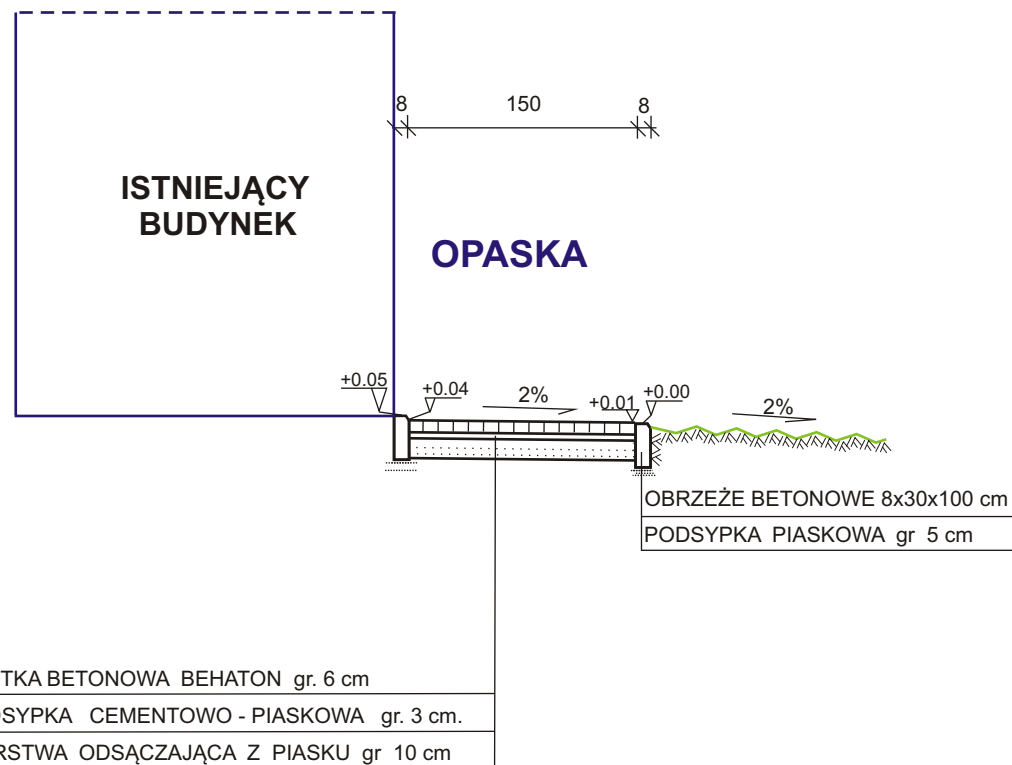 8 150 8
ISTNIEJĄCY
BUDYNEK
OPASKA
+0.05 +0.04 2% +0.01 +0.00 2%
OBRZEŻE BETONOWE 8x30x100 cm
PODSYPKA PIASKOWA gr 5 cm
TKA BETONOWA BEHATON gr. 6 cm
SYPKA CEMENTOWO - PIASKOWA gr. 3 cm.
RSTWA ODSĄCZAJĄCA Z PIASKU gr 10 cm